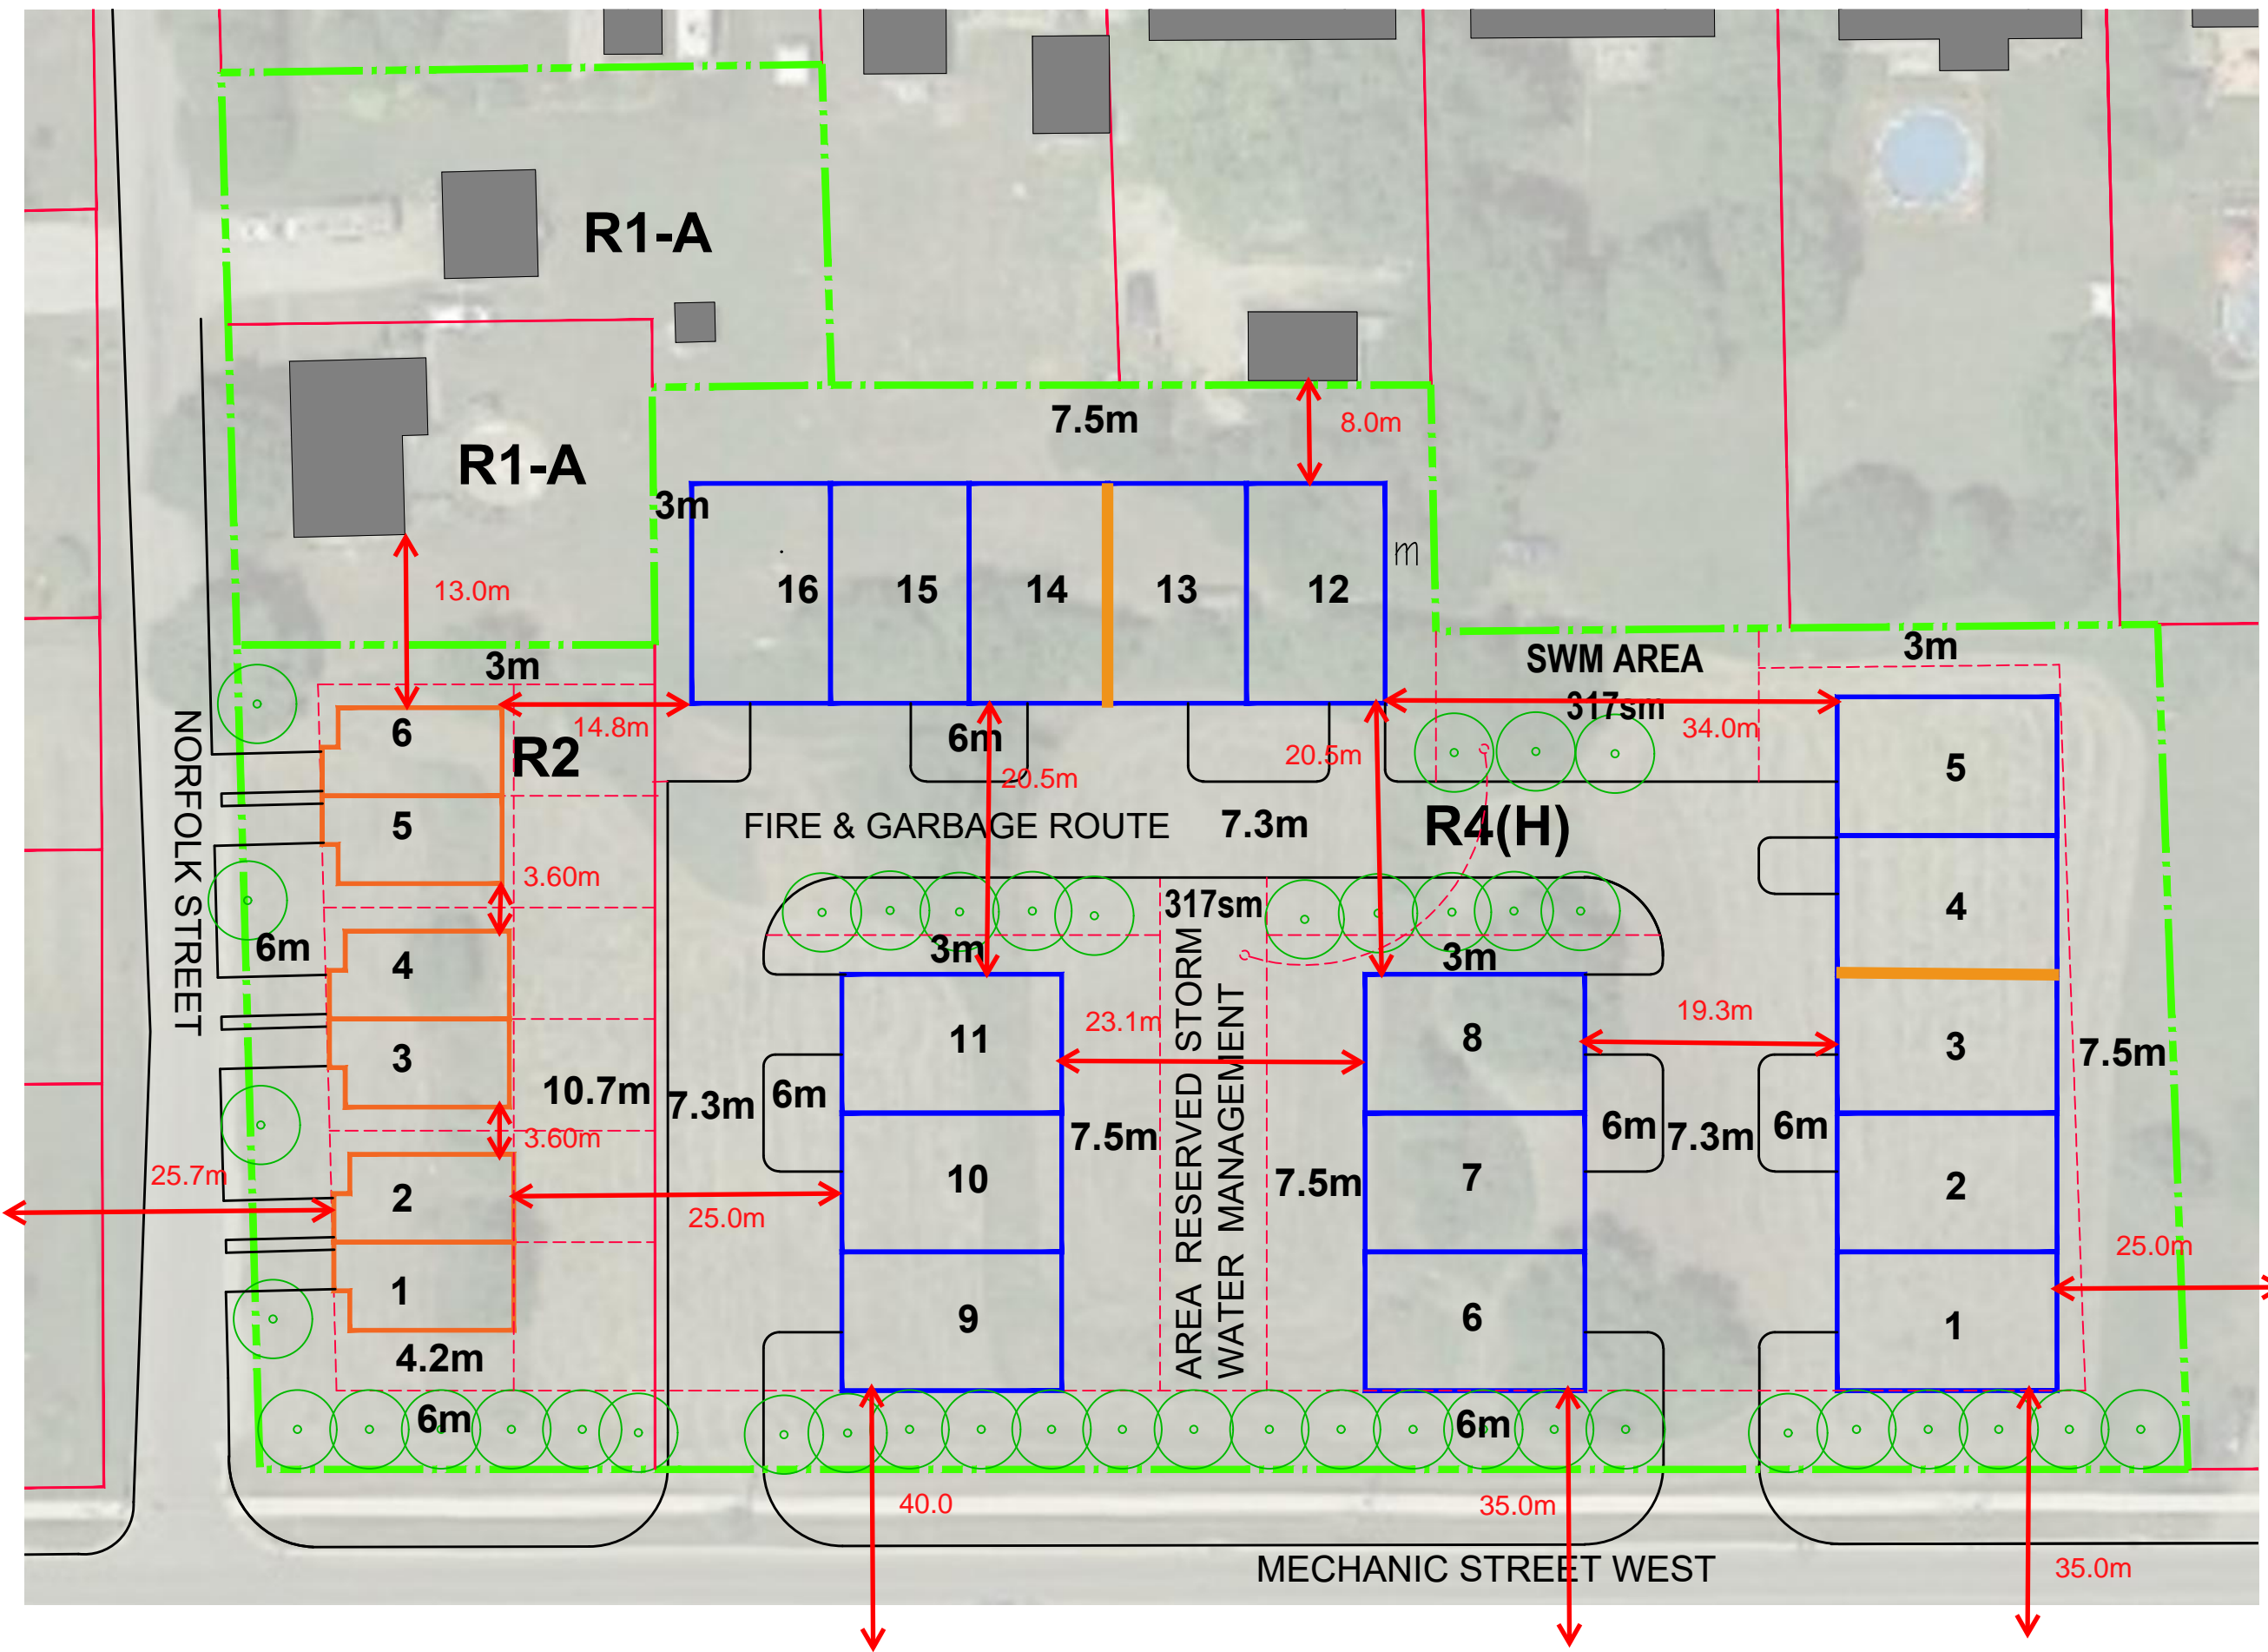 R1-A
7.5m
8.0m
R1-A
3m
m
13.0m
16
15
14
13
12
3m
SWM AREA
317sm
3m
6
14.8m
R2
6m
20.5m
20.5m
34.0m
5
NORFOLK STREET
5
FIRE & GARBAGE ROUTE
7.3m
R4(H)
3.60m
317sm
4
6m
4
3m
3m
3
11
23.1m
AREA RESERVED STORM
WATER MANAGEMENT
8
19.3m
3
7.5m
10.7m
7.3m
6m
7.5m
6m
7.3m
6m
3.60m
25.7m
2
10
7.5m
7
2
25.0m
25.0m
1
9
6
1
4.2m
6m
6m
40.0
35.0m
MECHANIC STREET WEST
35.0m